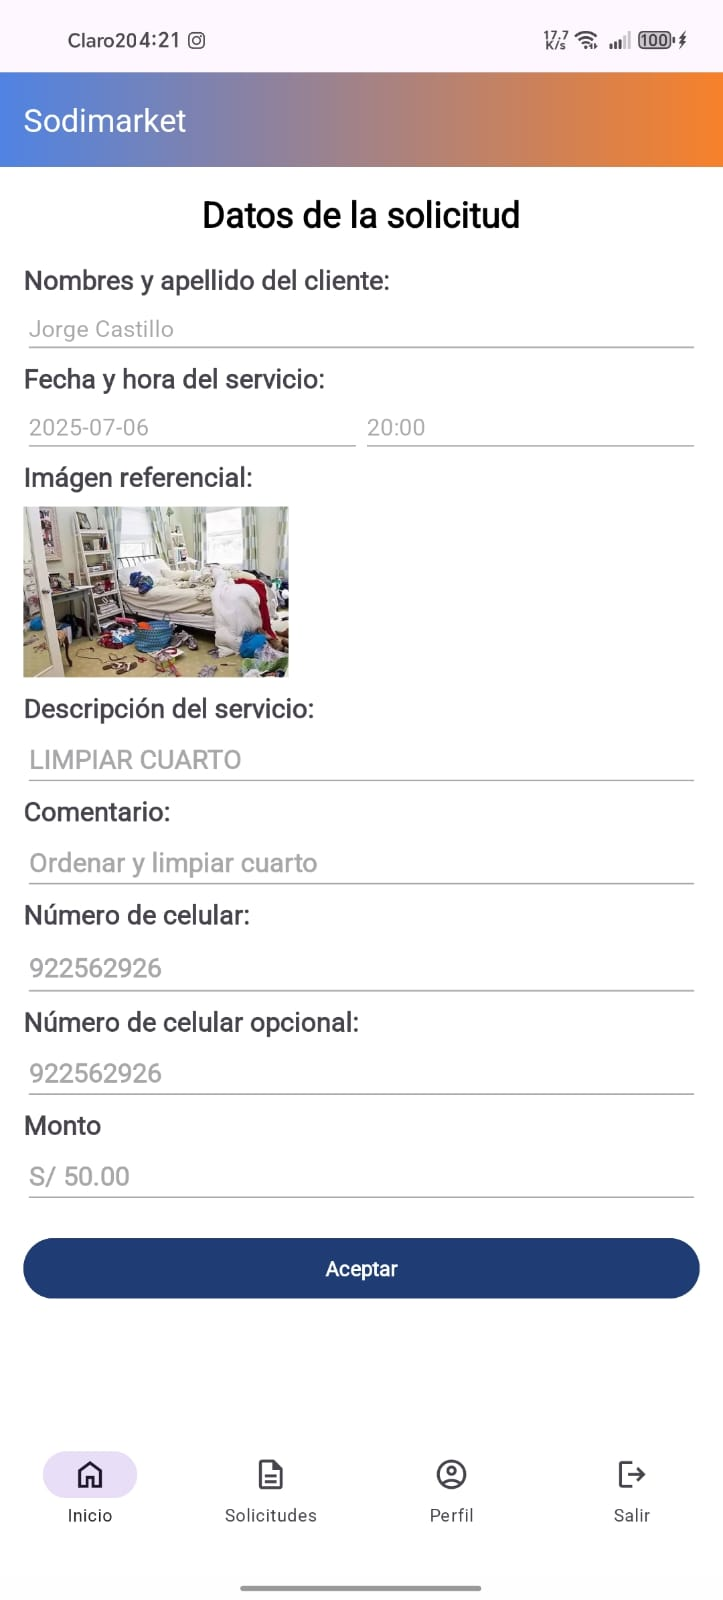 Claro204:21
17.7
K/s
100
Sodimarket
Datos de la solicitud
Nombres y apellido del cliente:
Jorge Castillo
Fecha y hora del servicio:
2025-07-06 20:00
Imágen referencial:
Descripción del servicio:
LIMPIAR CUARTO
Comentario:
Ordenar y limpiar cuarto
Número de celular:
922562926
Número de celular opcional:
922562926
Monto
S/ 50.00
Aceptar
Inicio Solicitudes Perfil Salir